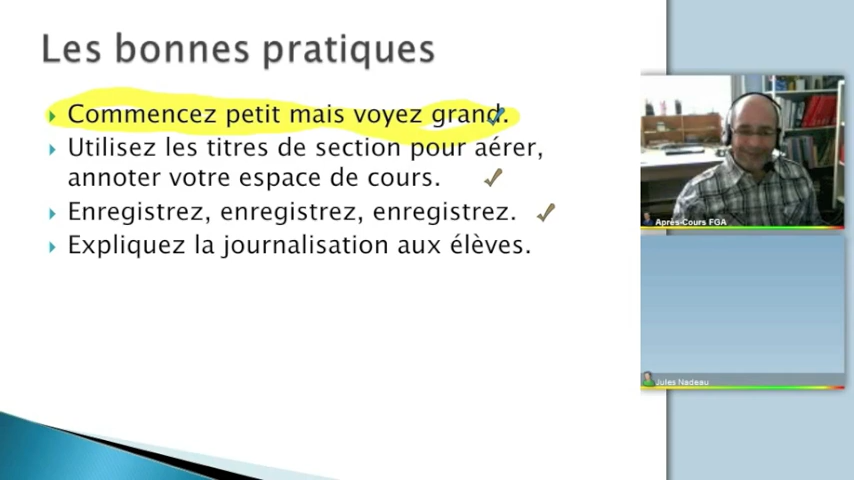 Les bonnes pratiques
Commencez petit mais voyez grand.
Utilisez les titres de section pour aérer,
annoter votre espace de cours.
Enregistrez, enregistrez, enregistrez.
Expliquez la journalisation aux élèves.
Après-Cours FGA
Jules Nadeau